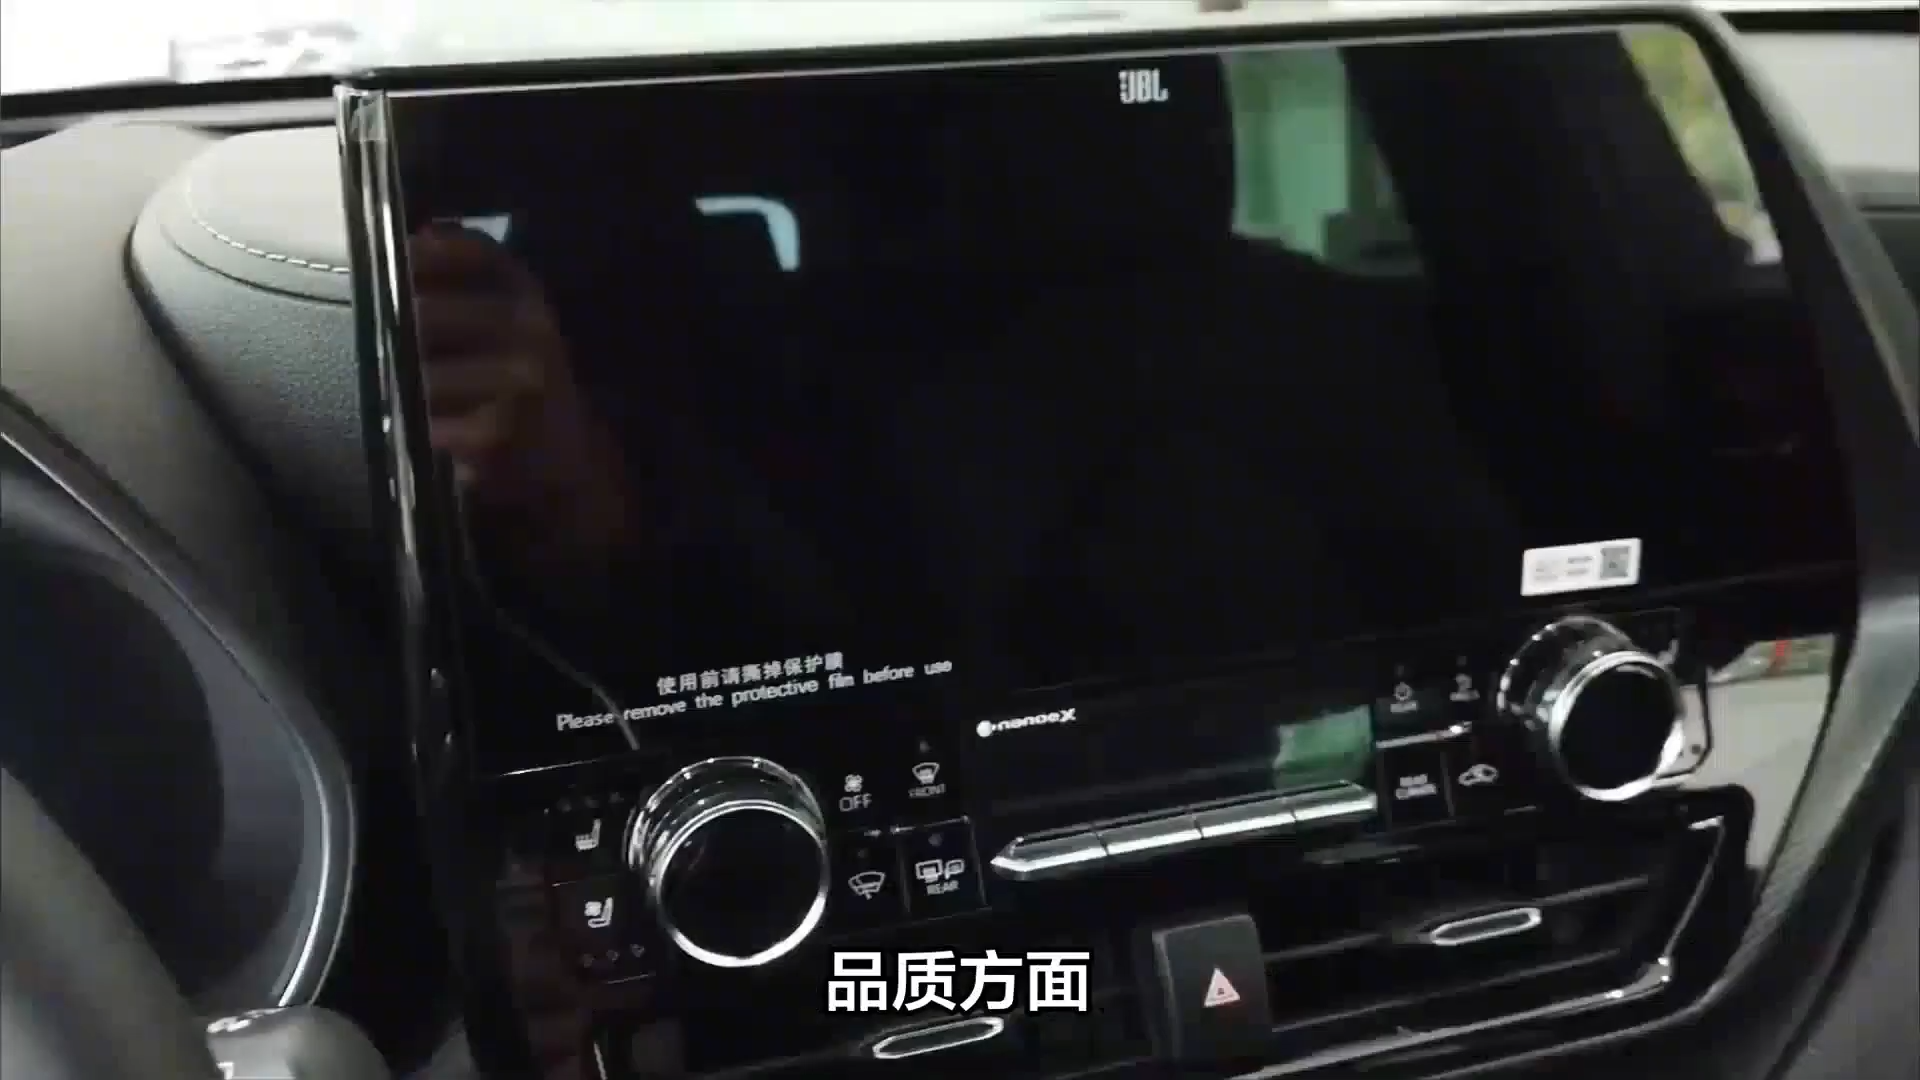 JBL
使用前请撕掉保护膜
Please remove the protective film before use
nanoeX
OFF
FRONT
REAR
REAR
品质方面